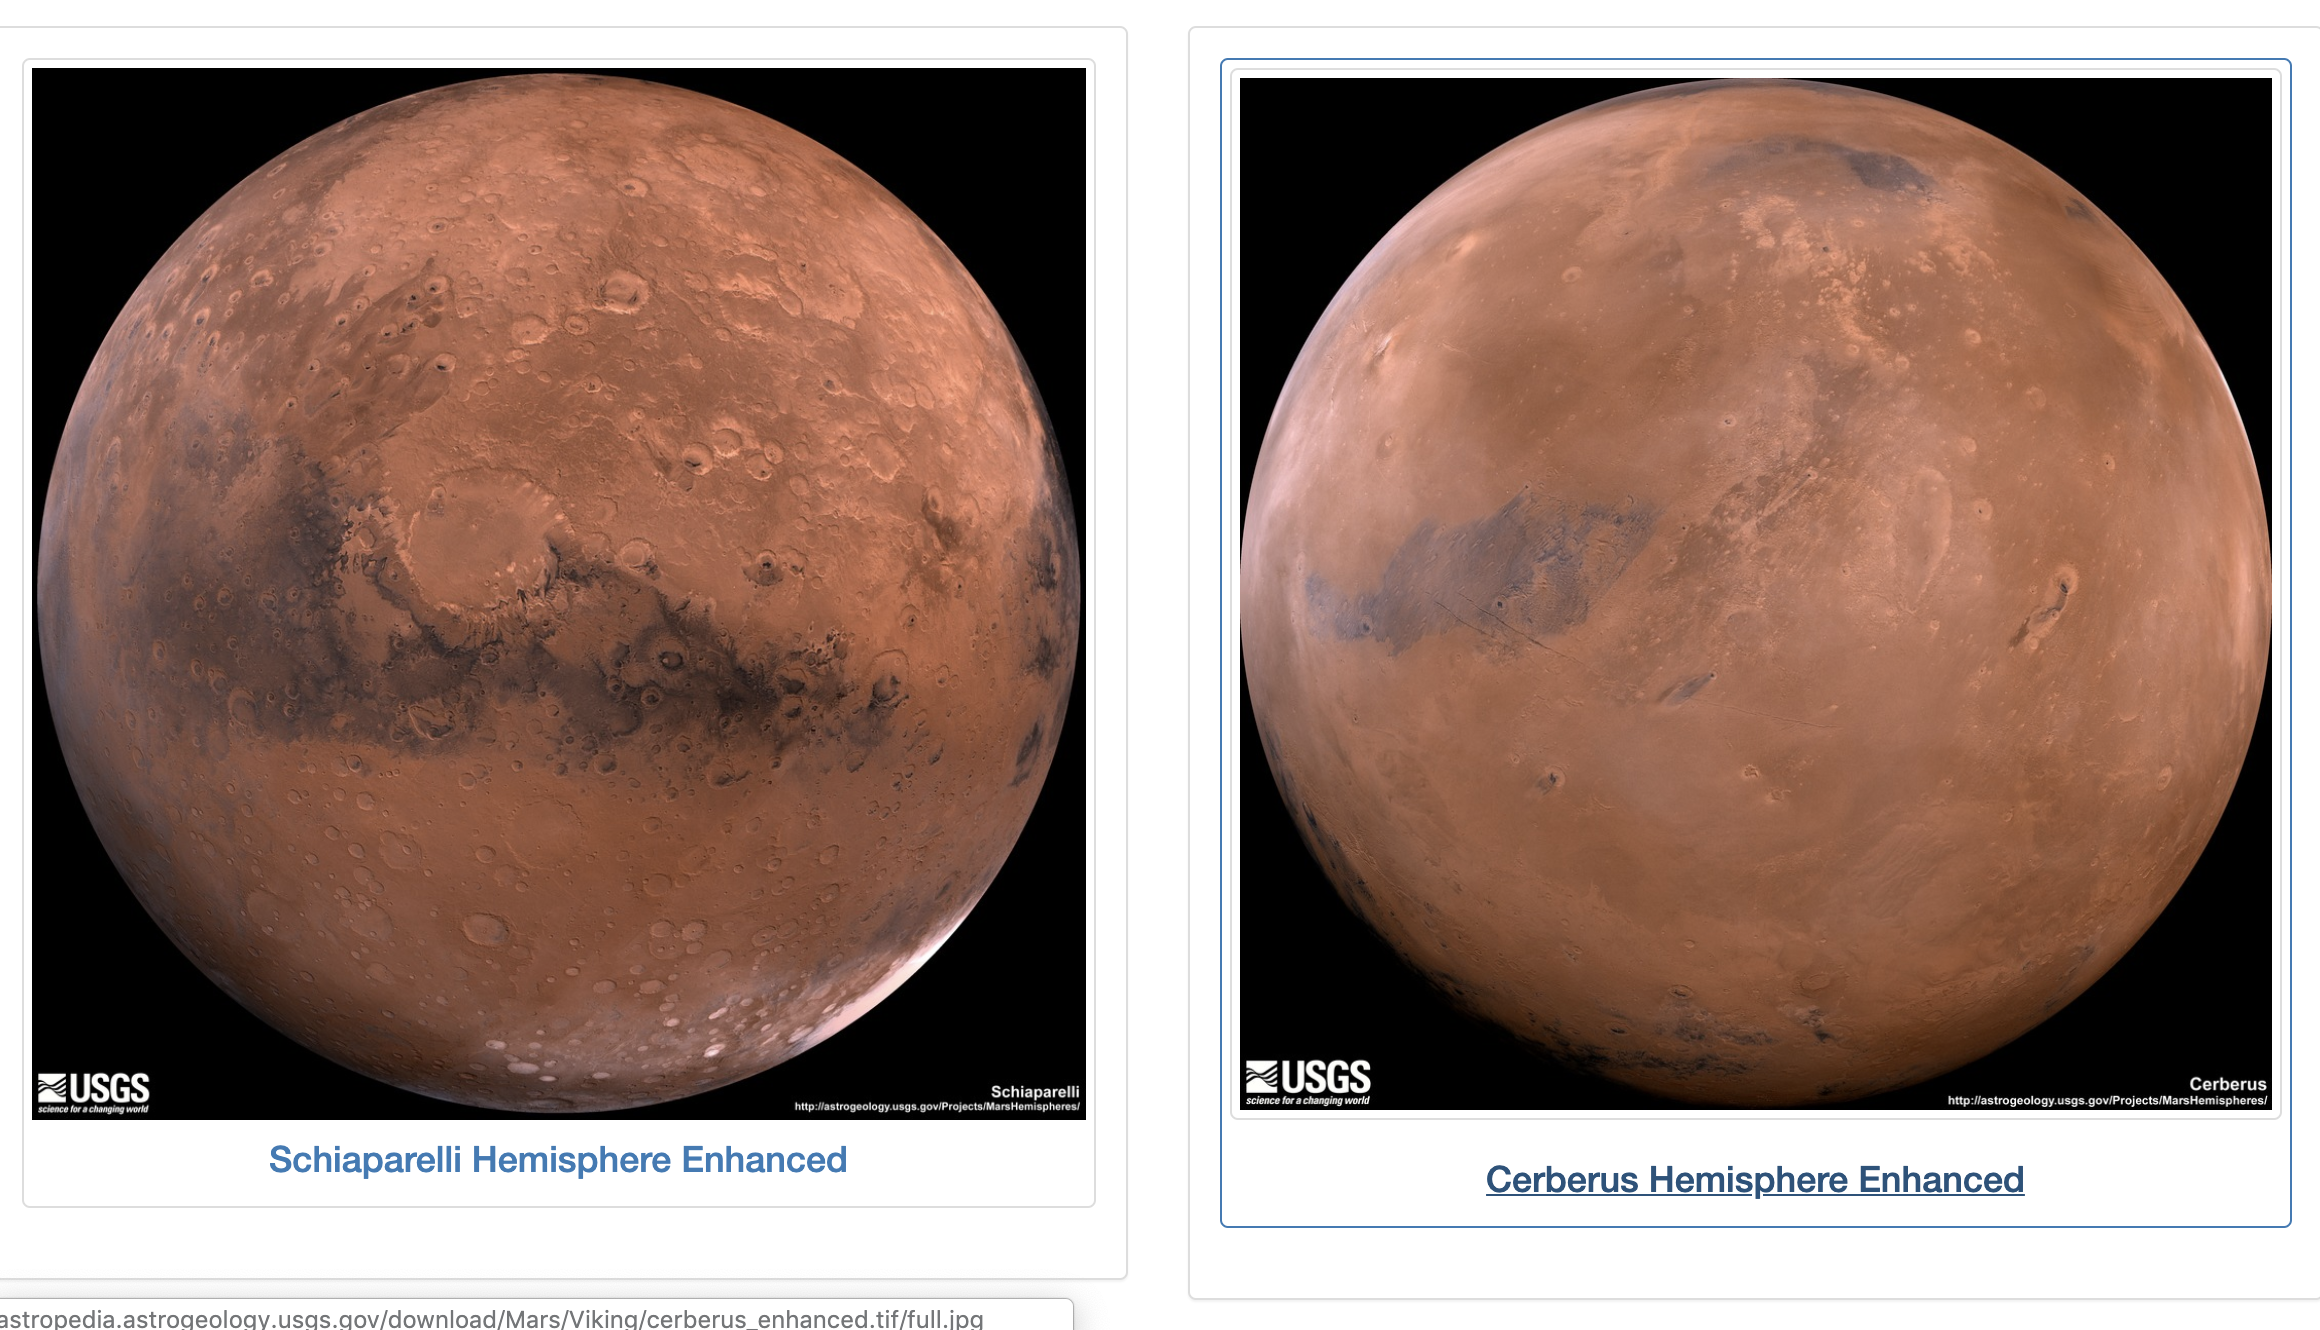 USGS
science for a changing world
Schiaparelli
http://astrogeology.usgs.gov/Projects/MarsHemispheres/
Schiaparelli Hemisphere Enhanced
USGS
science for a changing world
Cerberus
http://astrogeology.usgs.gov/Projects/MarsHemispheres/
Cerberus Hemisphere Enhanced
astropedia.astrogeology.usgs.gov/download/Mars/Viking/cerberus_enhanced.tif/full.jpg